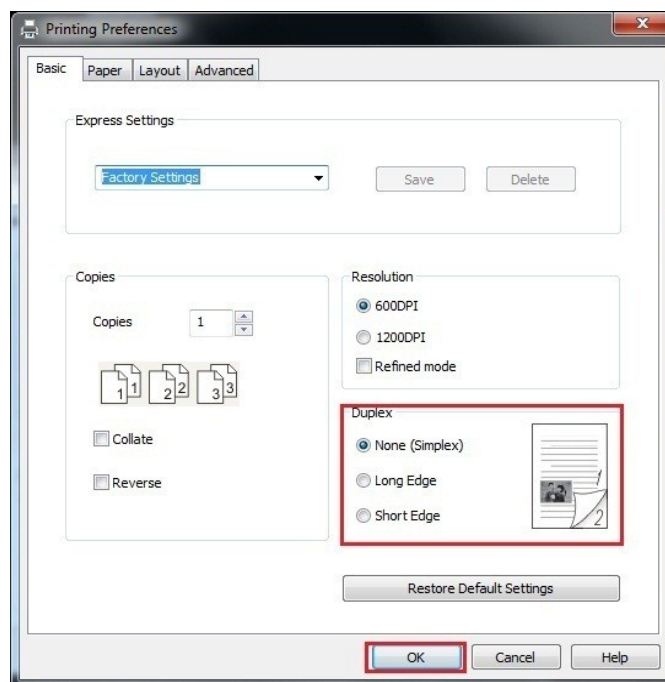 Printing Preferences
Basic Paper Layout Advanced
Express Settings
Factory Settings
Save Delete
Copies
Copies 1
1 1 2 2 3 3
Collate
Reverse
Resolution
600DPI
1200DPI
Refined mode
Duplex
None (Simplex)
Long Edge
Short Edge
1
2
Restore Default Settings
OK Cancel Help